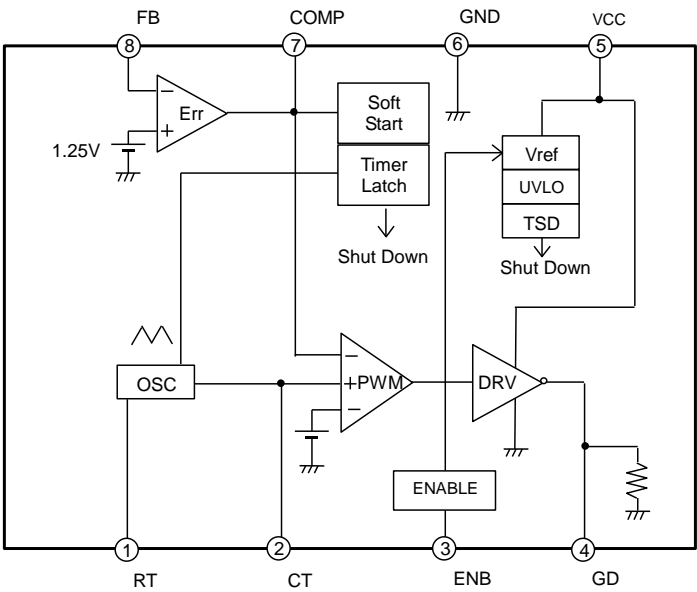 FB
COMP
GND
VCC
8
7
6
5
−
Err
+
1.25V
Soft
Start
Timer
Latch
Shut Down
Vref
UVLO
TSD
Shut Down
OSC
−
+PWM
−
DRV
ENABLE
1
2
3
4
RT
CT
ENB
GD